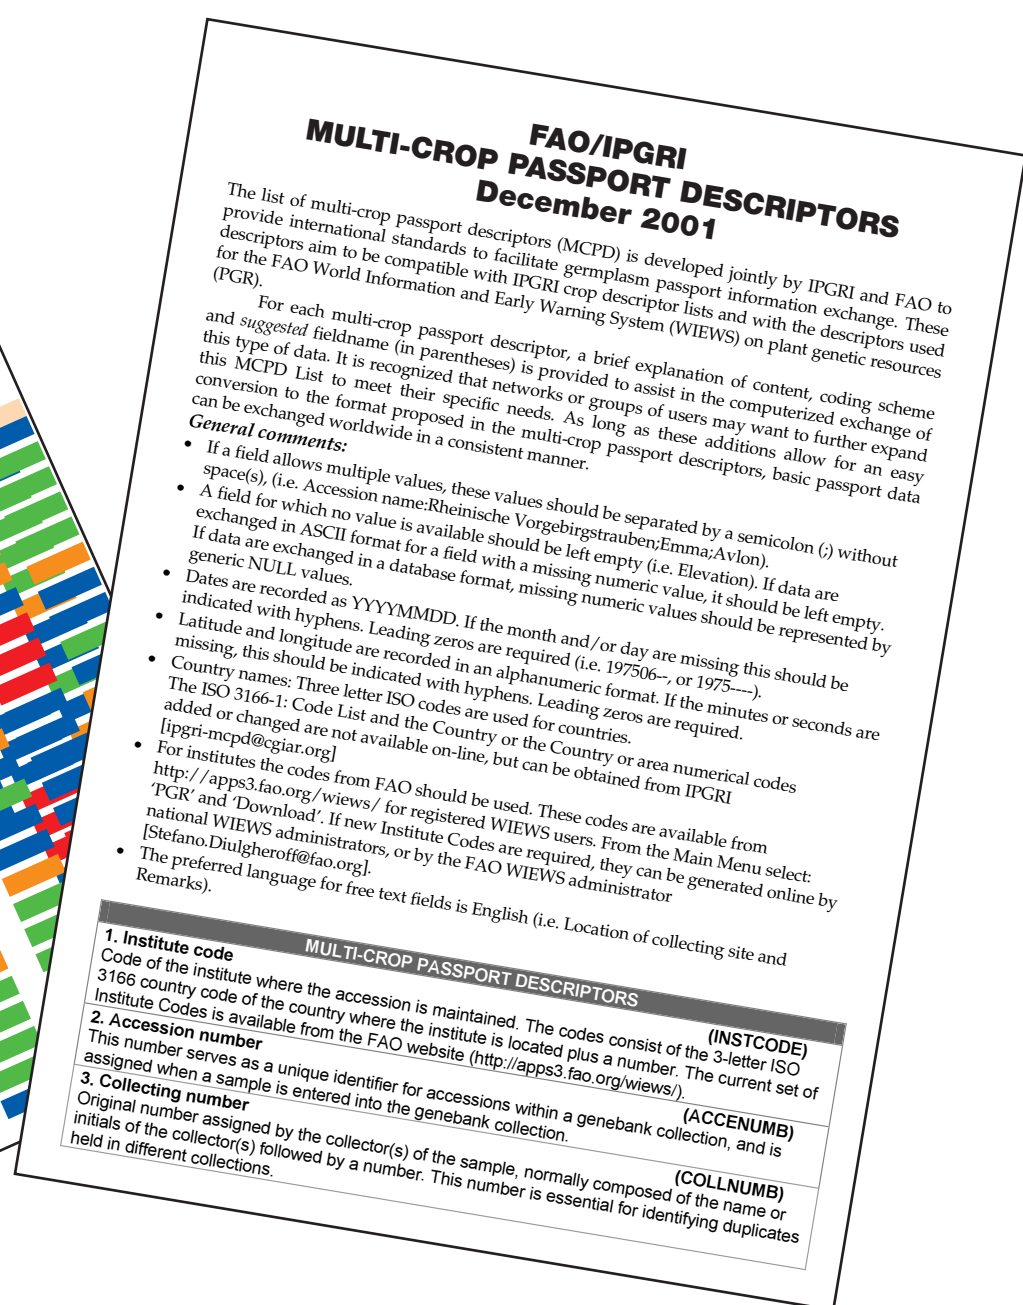 FAO/IPGRI
MULTI-CROP PASSPORT DESCRIPTORS
December 2001
The list of multi-crop passport descriptors (MCPD) is developed jointly by IPGRI and FAO to
provide international standards to facilitate germplasm passport information exchange. These
descriptors aim to be compatible with IPGRI crop descriptor lists and with the descriptors used
for the FAO World Information and Early Warning System (WIEWS) on plant genetic resources
(PGR).
For each multi-crop passport descriptor, a brief explanation of content, coding scheme
and suggested fieldname (in parentheses) is provided to assist in the computerized exchange of
this type of data. It is recognized that networks or groups of users may want to further expand
this MCPD List to meet their specific needs. As long as these additions allow for an easy
conversion to the format proposed in the multi-crop passport descriptors, basic passport data
can be exchanged worldwide in a consistent manner.
General comments:
• If a field allows multiple values, these values should be separated by a semicolon (;) without
space(s), (i.e. Accession name:Rheinische Vorgebirgstrauben;Emma;Avlon).
• A field for which no value is available should be left empty (i.e. Elevation). If data are
exchanged in ASCII format for a field with a missing numeric value, it should be left empty.
If data are exchanged in a database format, missing numeric values should be represented by
generic NULL values.
• Dates are recorded as YYYYMMDD. If the month and/or day are missing this should be
indicated with hyphens. Leading zeros are required (i.e. 197506--, or 1975----).
• Latitude and longitude are recorded in an alphanumeric format. If the minutes or seconds are
missing, this should be indicated with hyphens. Leading zeros are required.
• Country names: Three letter ISO codes are used for countries.
The ISO 3166-1: Code List and the Country or the Country or area numerical codes
added or changed are not available on-line, but can be obtained from IPGRI
[ipgri-mcpd@cgiar.org]
• For institutes the codes from FAO should be used. These codes are available from
http://apps3.fao.org/wiews/ for registered WIEWS users. From the Main Menu select:
'PGR' and 'Download'. If new Institute Codes are required, they can be generated online by
national WIEWS administrators, or by the FAO WIEWS administrator
[Stefano.Diulgheroff@fao.org].
• The preferred language for free text fields is English (i.e. Location of collecting site and
Remarks).
MULTI-CROP PASSPORT DESCRIPTORS
1. Institute code (INSTCODE)
Code of the institute where the accession is maintained. The codes consist of the 3-letter ISO
3166 country code of the country where the institute is located plus a number. The current set of
Institute Codes is available from the FAO website (http://apps3.fao.org/wiews/).
2. Accession number (ACCENUMB)
This number serves as a unique identifier for accessions within a genebank collection, and is
assigned when a sample is entered into the genebank collection.
3. Collecting number (COLLNUMB)
Original number assigned by the collector(s) of the sample, normally composed of the name or
initials of the collector(s) followed by a number. This number is essential for identifying duplicates
held in different collections.